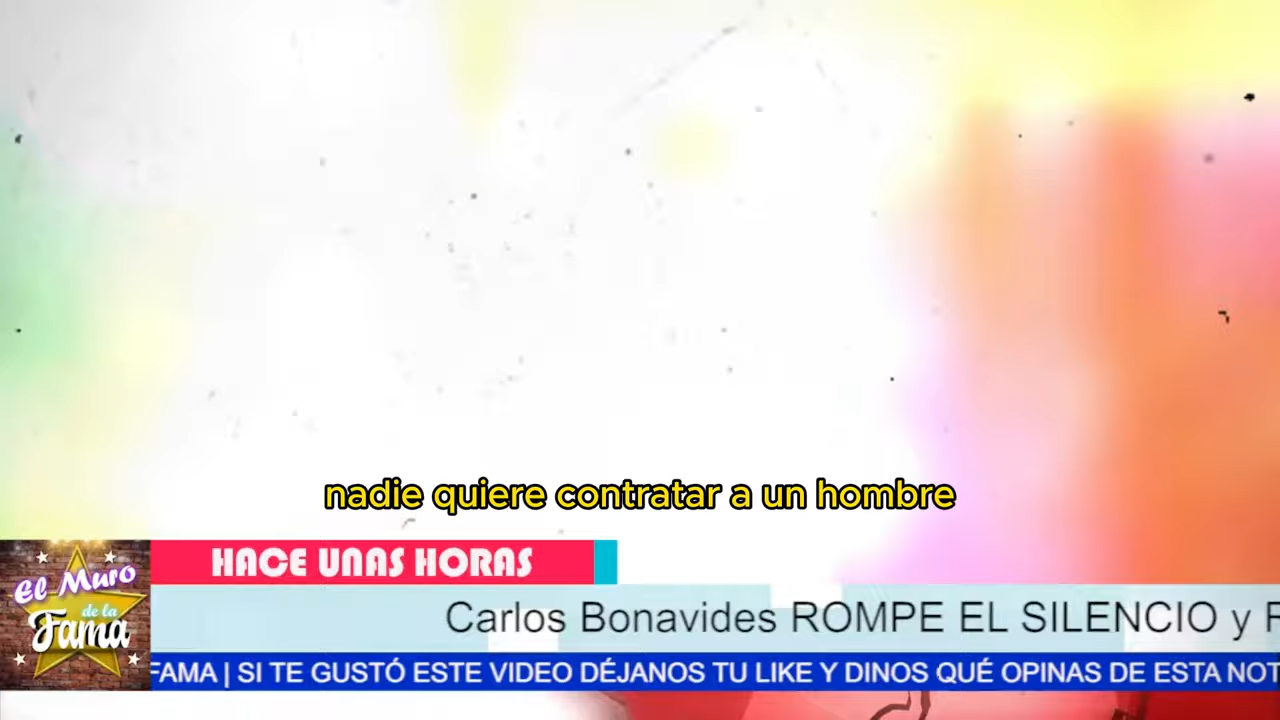 nadie quiere contratar a un hombre
HACE UNAS HORAS
El Muro
de la
Fama
Carlos Bonavides ROMPE EL SILENCIO y
FAMA | SI TE GUSTÓ ESTE VIDEO DÉJANOS TU LIKE Y DINOS QUÉ OPINAS DE ESTA NOT